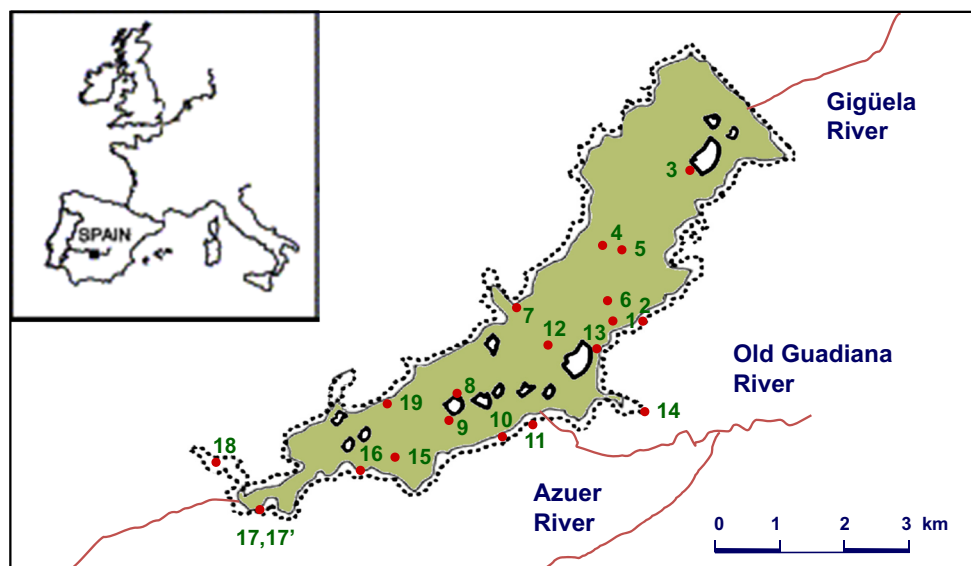 Gigüela
River
3
SPAIN
4
5
6
2
1
7
12
13
Old Guadiana
River
8
19
14
9
10
11
18
16
15
Azuer
River
17,17’
0 1 2 3 km